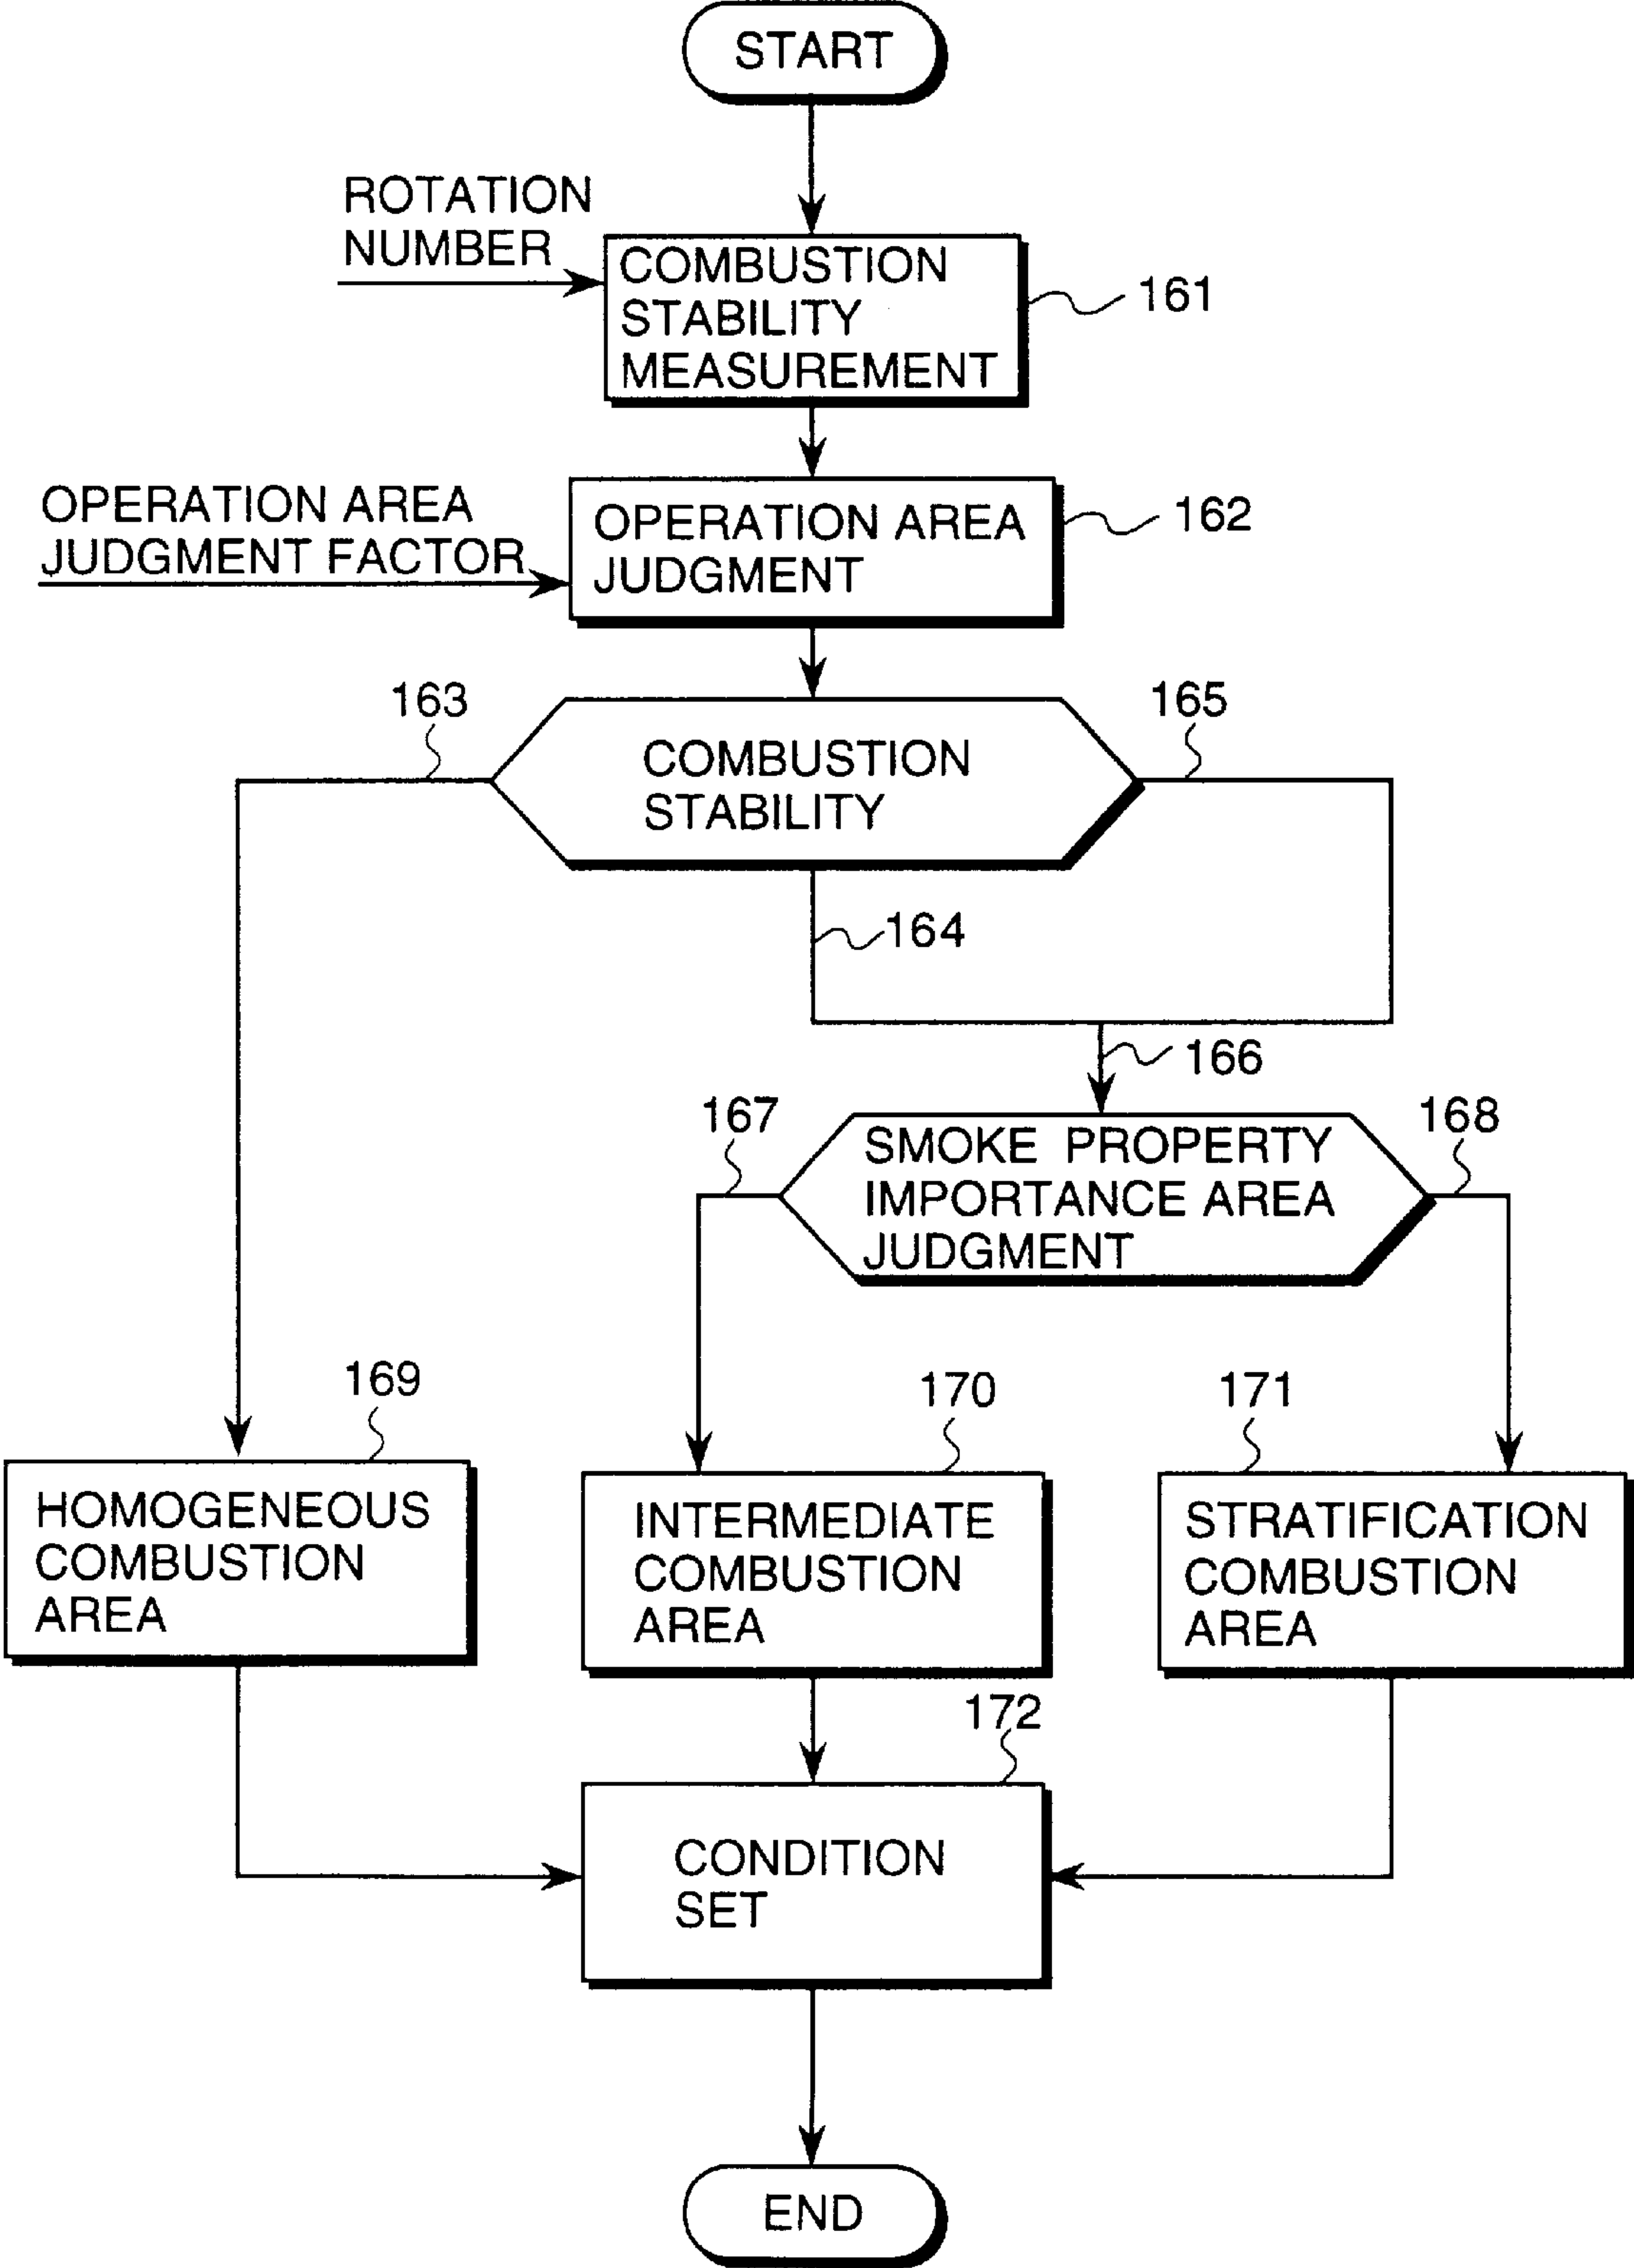 START
ROTATION
NUMBER
COMBUSTION
STABILITY
MEASUREMENT
161
OPERATION AREA
JUDGMENT FACTOR
OPERATION AREA
JUDGMENT
162
163
165
COMBUSTION
STABILITY
164
166
167
168
SMOKE PROPERTY
IMPORTANCE AREA
JUDGMENT
169
170
171
HOMOGENEOUS
COMBUSTION
AREA
INTERMEDIATE
COMBUSTION
AREA
STRATIFICATION
COMBUSTION
AREA
172
CONDITION
SET
END